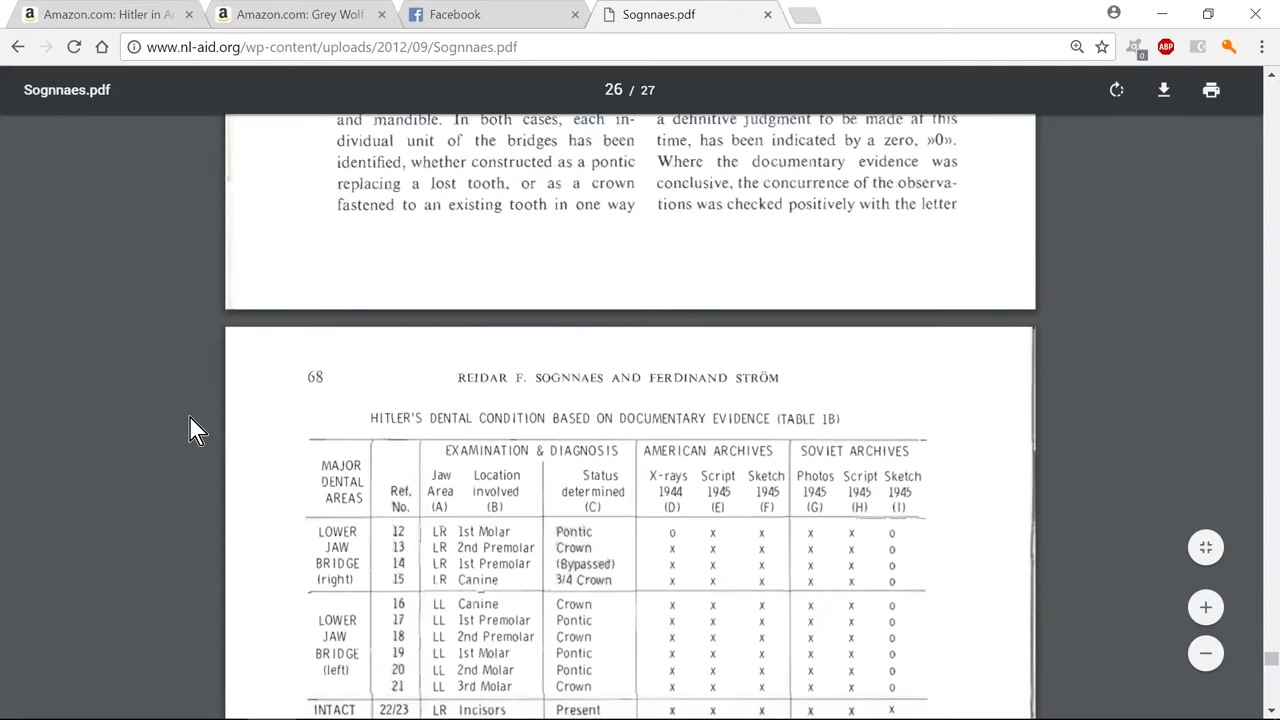 Amazon.com: Hitler in Ar
Amazon.com: Grey Wolf
Facebook
Sognnaes.pdf
www.nl-aid.org/wp-content/uploads/2012/09/Sognnaes.pdf
0
ABP
Sognnaes.pdf
26 / 27
and mandible. In both cases, each in-
dividual unit of the bridges has been
identified, whether constructed as a pontic
replacing a lost tooth, or as a crown
fastened to an existing tooth in one way
a definitive judgment to be made at this
time, has been indicated by a zero, »0».
Where the documentary evidence was
conclusive, the concurrence of the observa-
tions was checked positively with the letter
68
REIDAR F. SOGNNAES AND FERDINAND STRÖM
HITLER'S DENTAL CONDITION BASED ON DOCUMENTARY EVIDENCE (TABLE 1B)
EXAMINATION & DIAGNOSIS AMERICAN ARCHIVES SOVIET ARCHIVES
MAJOR DENTAL AREAS Ref. No. Jaw Area (A) Location involved (B) Status determined (C) X-rays 1944 (D) Script 1945 (E) Sketch 1945 (F) Photos 1945 (G) Script 1945 (H) Sketch 1945 (I)
LOWER 12 LR 1st Molar Pontic o x x x x o
JAW 13 LR 2nd Premolar Crown x x x x x o
BRIDGE 14 LR 1st Premolar (Bypassed) x x x x x o
(right) 15 LR Canine 3/4 Crown x x x x x o
16 LL Canine Crown x x x x x o
LOWER 17 LL 1st Premolar Pontic x x x x x o
JAW 18 LL 2nd Premolar Crown x x x x x o
BRIDGE 19 LL 1st Molar Pontic x x x x x o
(left) 20 LL 2nd Molar Pontic x x x x x o
21 LL 3rd Molar Crown x x x x x o
INTACT 22/23 LR Incisors Present x x x x x x